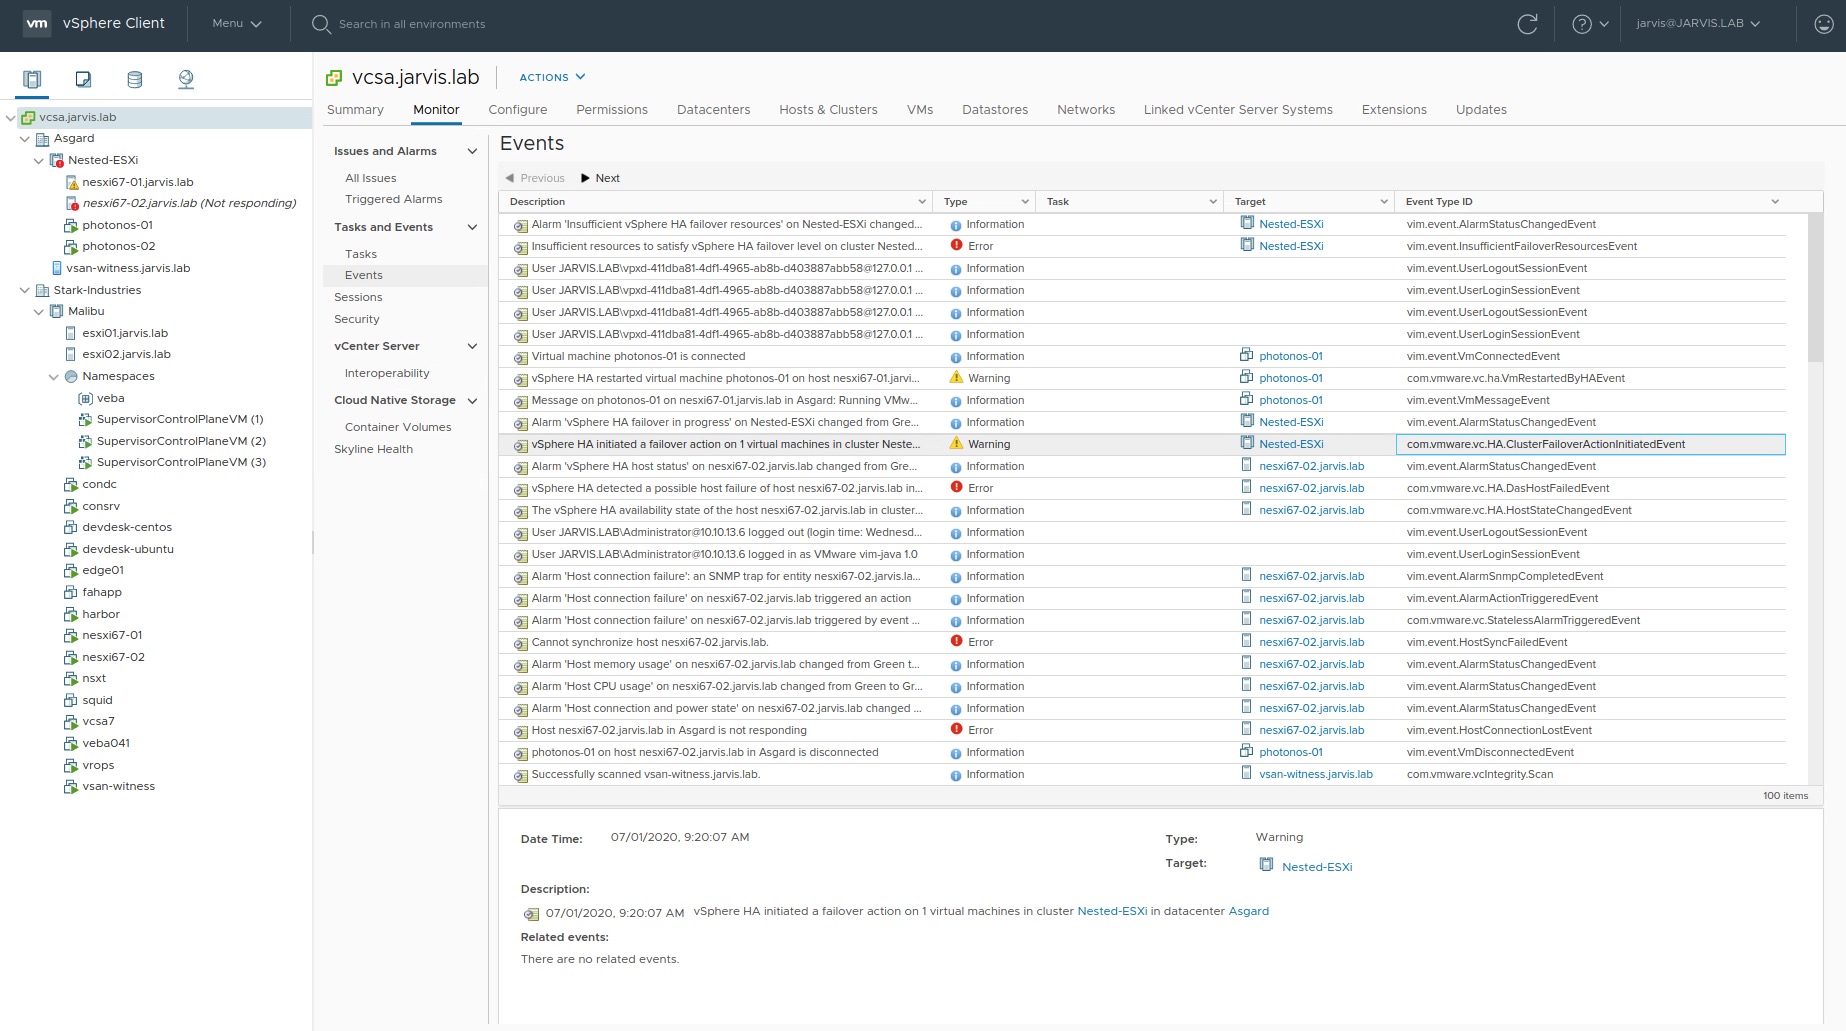 vm vSphere Client Menu Search in all environments jarvis@JARVIS.LAB
vcsa.jarvis.lab
Asgard
Nested-ESXi
nesxi67-01.jarvis.lab
nesxi67-02.jarvis.lab (Not responding)
photonos-01
photonos-02
vsan-witness.jarvis.lab
Stark-Industries
Malibu
esxi01.jarvis.lab
esxi02.jarvis.lab
Namespaces
veba
SupervisorControlPlaneVM (1)
SupervisorControlPlaneVM (2)
SupervisorControlPlaneVM (3)
condc
consrv
devdesk-centos
devdesk-ubuntu
edge01
fahapp
harbor
nesxi67-01
nesxi67-02
nsxt
squid
vcsa7
veba041
vrops
vsan-witness
vcsa.jarvis.lab ACTIONS
Summary Monitor Configure Permissions Datacenters Hosts & Clusters VMs Datastores Networks Linked vCenter Server Systems Extensions Updates
Issues and Alarms
All Issues
Triggered Alarms
Tasks and Events
Tasks
Events
Sessions
Security
vCenter Server
Interoperability
Cloud Native Storage
Container Volumes
Skyline Health
Events
Previous Next
Description Type Task Target Event Type ID
Alarm 'Insufficient vSphere HA failover resources' on Nested-ESXi changed... Information Nested-ESXi vim.event.AlarmStatusChangedEvent
Insufficient resources to satisfy vSphere HA failover level on cluster Nested... Error Nested-ESXi vim.event.InsufficientFailoverResourcesEvent
User JARVIS.LAB\vpxd-411dba81-4df1-4965-ab8b-d403887abb58@127.0.0.1 ... Information vim.event.UserLogoutSessionEvent
User JARVIS.LAB\vpxd-411dba81-4df1-4965-ab8b-d403887abb58@127.0.0.1 ... Information vim.event.UserLoginSessionEvent
User JARVIS.LAB\vpxd-411dba81-4df1-4965-ab8b-d403887abb58@127.0.0.1 ... Information vim.event.UserLogoutSessionEvent
User JARVIS.LAB\vpxd-411dba81-4df1-4965-ab8b-d403887abb58@127.0.0.1 ... Information vim.event.UserLoginSessionEvent
Virtual machine photonos-01 is connected Information photonos-01 vim.event.VmConnectedEvent
vSphere HA restarted virtual machine photonos-01 on host nesxi67-01.jarvi... Warning photonos-01 com.vmware.vc.ha.VmRestartedByHAEvent
Message on photonos-01 on nesxi67-01.jarvis.lab in Asgard: Running VMw... Information photonos-01 vim.event.VmMessageEvent
Alarm 'vSphere HA failover in progress' on Nested-ESXi changed from Gre... Information Nested-ESXi vim.event.AlarmStatusChangedEvent
vSphere HA initiated a failover action on 1 virtual machines in cluster Neste... Warning Nested-ESXi com.vmware.vc.HA.ClusterFailoverActionInitiatedEvent
Alarm 'vSphere HA host status' on nesxi67-02.jarvis.lab changed from Gre... Information nesxi67-02.jarvis.lab vim.event.AlarmStatusChangedEvent
vSphere HA detected a possible host failure of host nesxi67-02.jarvis.lab in... Error nesxi67-02.jarvis.lab com.vmware.vc.HA.DasHostFailedEvent
The vSphere HA availability state of the host nesxi67-02.jarvis.lab in cluster... Information nesxi67-02.jarvis.lab com.vmware.vc.HA.HostStateChangedEvent
User JARVIS.LAB\Administrator@10.10.13.6 logged out (login time: Wednesd... Information vim.event.UserLogoutSessionEvent
User JARVIS.LAB\Administrator@10.10.13.6 logged in as VMware vim-java 1.0 Information vim.event.UserLoginSessionEvent
Alarm 'Host connection failure': an SNMP trap for entity nesxi67-02.jarvis.la... Information nesxi67-02.jarvis.lab vim.event.AlarmSnmpCompletedEvent
Alarm 'Host connection failure' on nesxi67-02.jarvis.lab triggered an action Information nesxi67-02.jarvis.lab vim.event.AlarmActionTriggeredEvent
Alarm 'Host connection failure' on nesxi67-02.jarvis.lab triggered by event ... Information nesxi67-02.jarvis.lab com.vmware.vc.StatelessAlarmTriggeredEvent
Cannot synchronize host nesxi67-02.jarvis.lab. Error nesxi67-02.jarvis.lab vim.event.HostSyncFailedEvent
Alarm 'Host memory usage' on nesxi67-02.jarvis.lab changed from Green t... Information nesxi67-02.jarvis.lab vim.event.AlarmStatusChangedEvent
Alarm 'Host CPU usage' on nesxi67-02.jarvis.lab changed from Green to Gr... Information nesxi67-02.jarvis.lab vim.event.AlarmStatusChangedEvent
Alarm 'Host connection and power state' on nesxi67-02.jarvis.lab changed ... Information nesxi67-02.jarvis.lab vim.event.AlarmStatusChangedEvent
Host nesxi67-02.jarvis.lab in Asgard is not responding Error nesxi67-02.jarvis.lab vim.event.HostConnectionLostEvent
photonos-01 on host nesxi67-02.jarvis.lab in Asgard is disconnected Information photonos-01 vim.event.VmDisconnectedEvent
Successfully scanned vsan-witness.jarvis.lab. Information vsan-witness.jarvis.lab com.vmware.vcIntegrity.Scan
100 items
Date Time: 07/01/2020, 9:20:07 AM Type: Warning
Target: Nested-ESXi
Description:
07/01/2020, 9:20:07 AM vSphere HA initiated a failover action on 1 virtual machines in cluster Nested-ESXi in datacenter Asgard
Related events:
There are no related events.